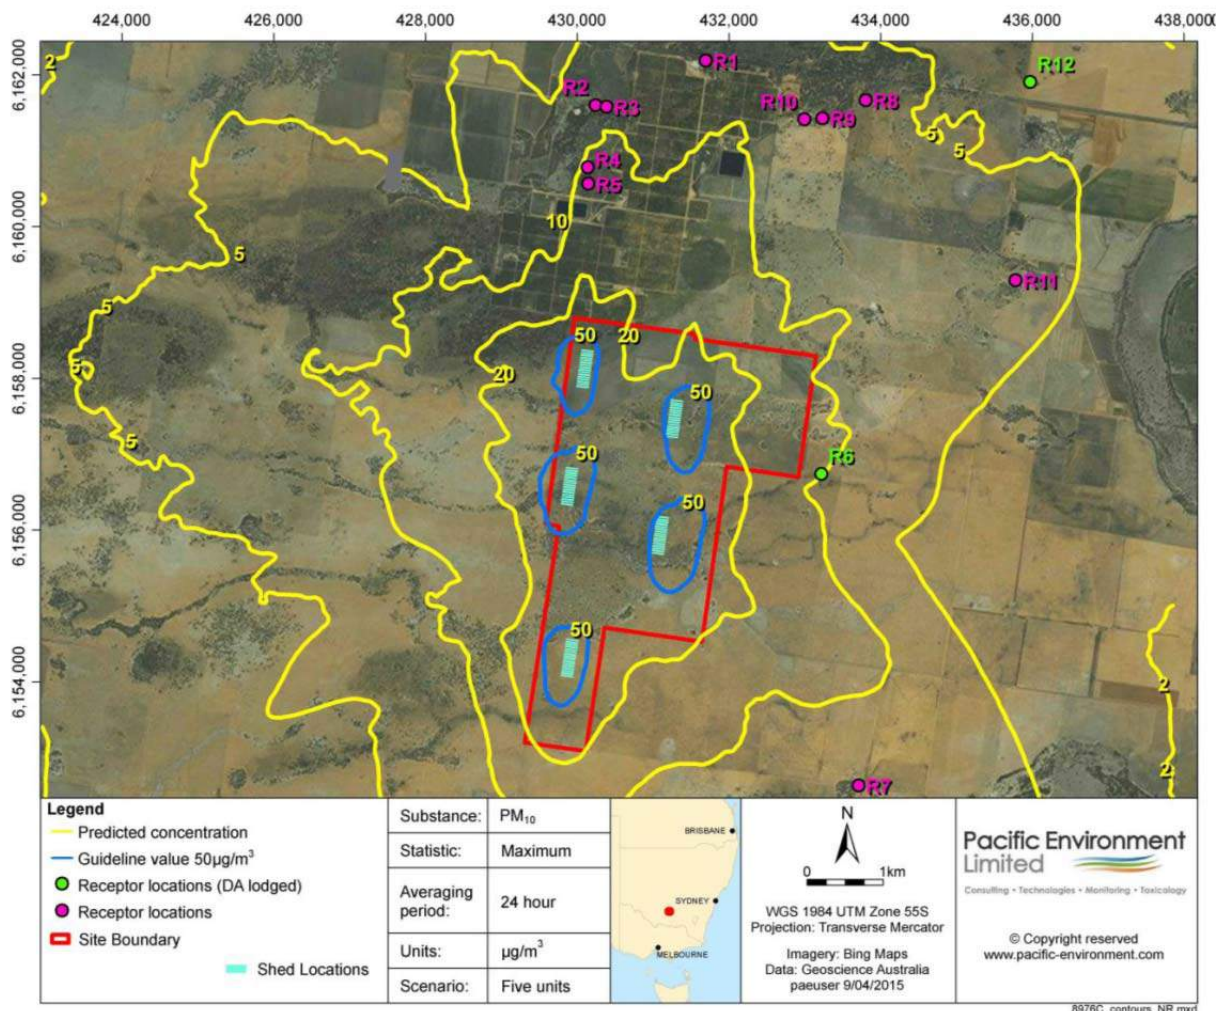 424,000
426,000
428,000
430,000
432,000
434,000
436,000
438,000
6,162,000
6,160,000
6,158,000
6,156,000
6,154,000
2
R1
R12
R2
R3
R10
R9
R8
5
5
R4
R5
10
5
R11
5
50
20
5
20
50
5
50
R6
50
50
2
2
R7
Legend
Predicted concentration
Guideline value 50µg/m³
Receptor locations (DA lodged)
Receptor locations
Site Boundary
Shed Locations
Substance: PM₁₀
Statistic: Maximum
Averaging period: 24 hour
Units: µg/m³
Scenario: Five units
BRISBANE
SYDNEY
MELBOURNE
N
0 1km
WGS 1984 UTM Zone 55S
Projection: Transverse Mercator
Imagery: Bing Maps
Data: Geoscience Australia
paeuser 9/04/2015
Pacific Environment
Limited
Consulting • Technologies • Monitoring • Toxicology
© Copyright reserved
www.pacific-environment.com
8976C_contours_NR.mxd